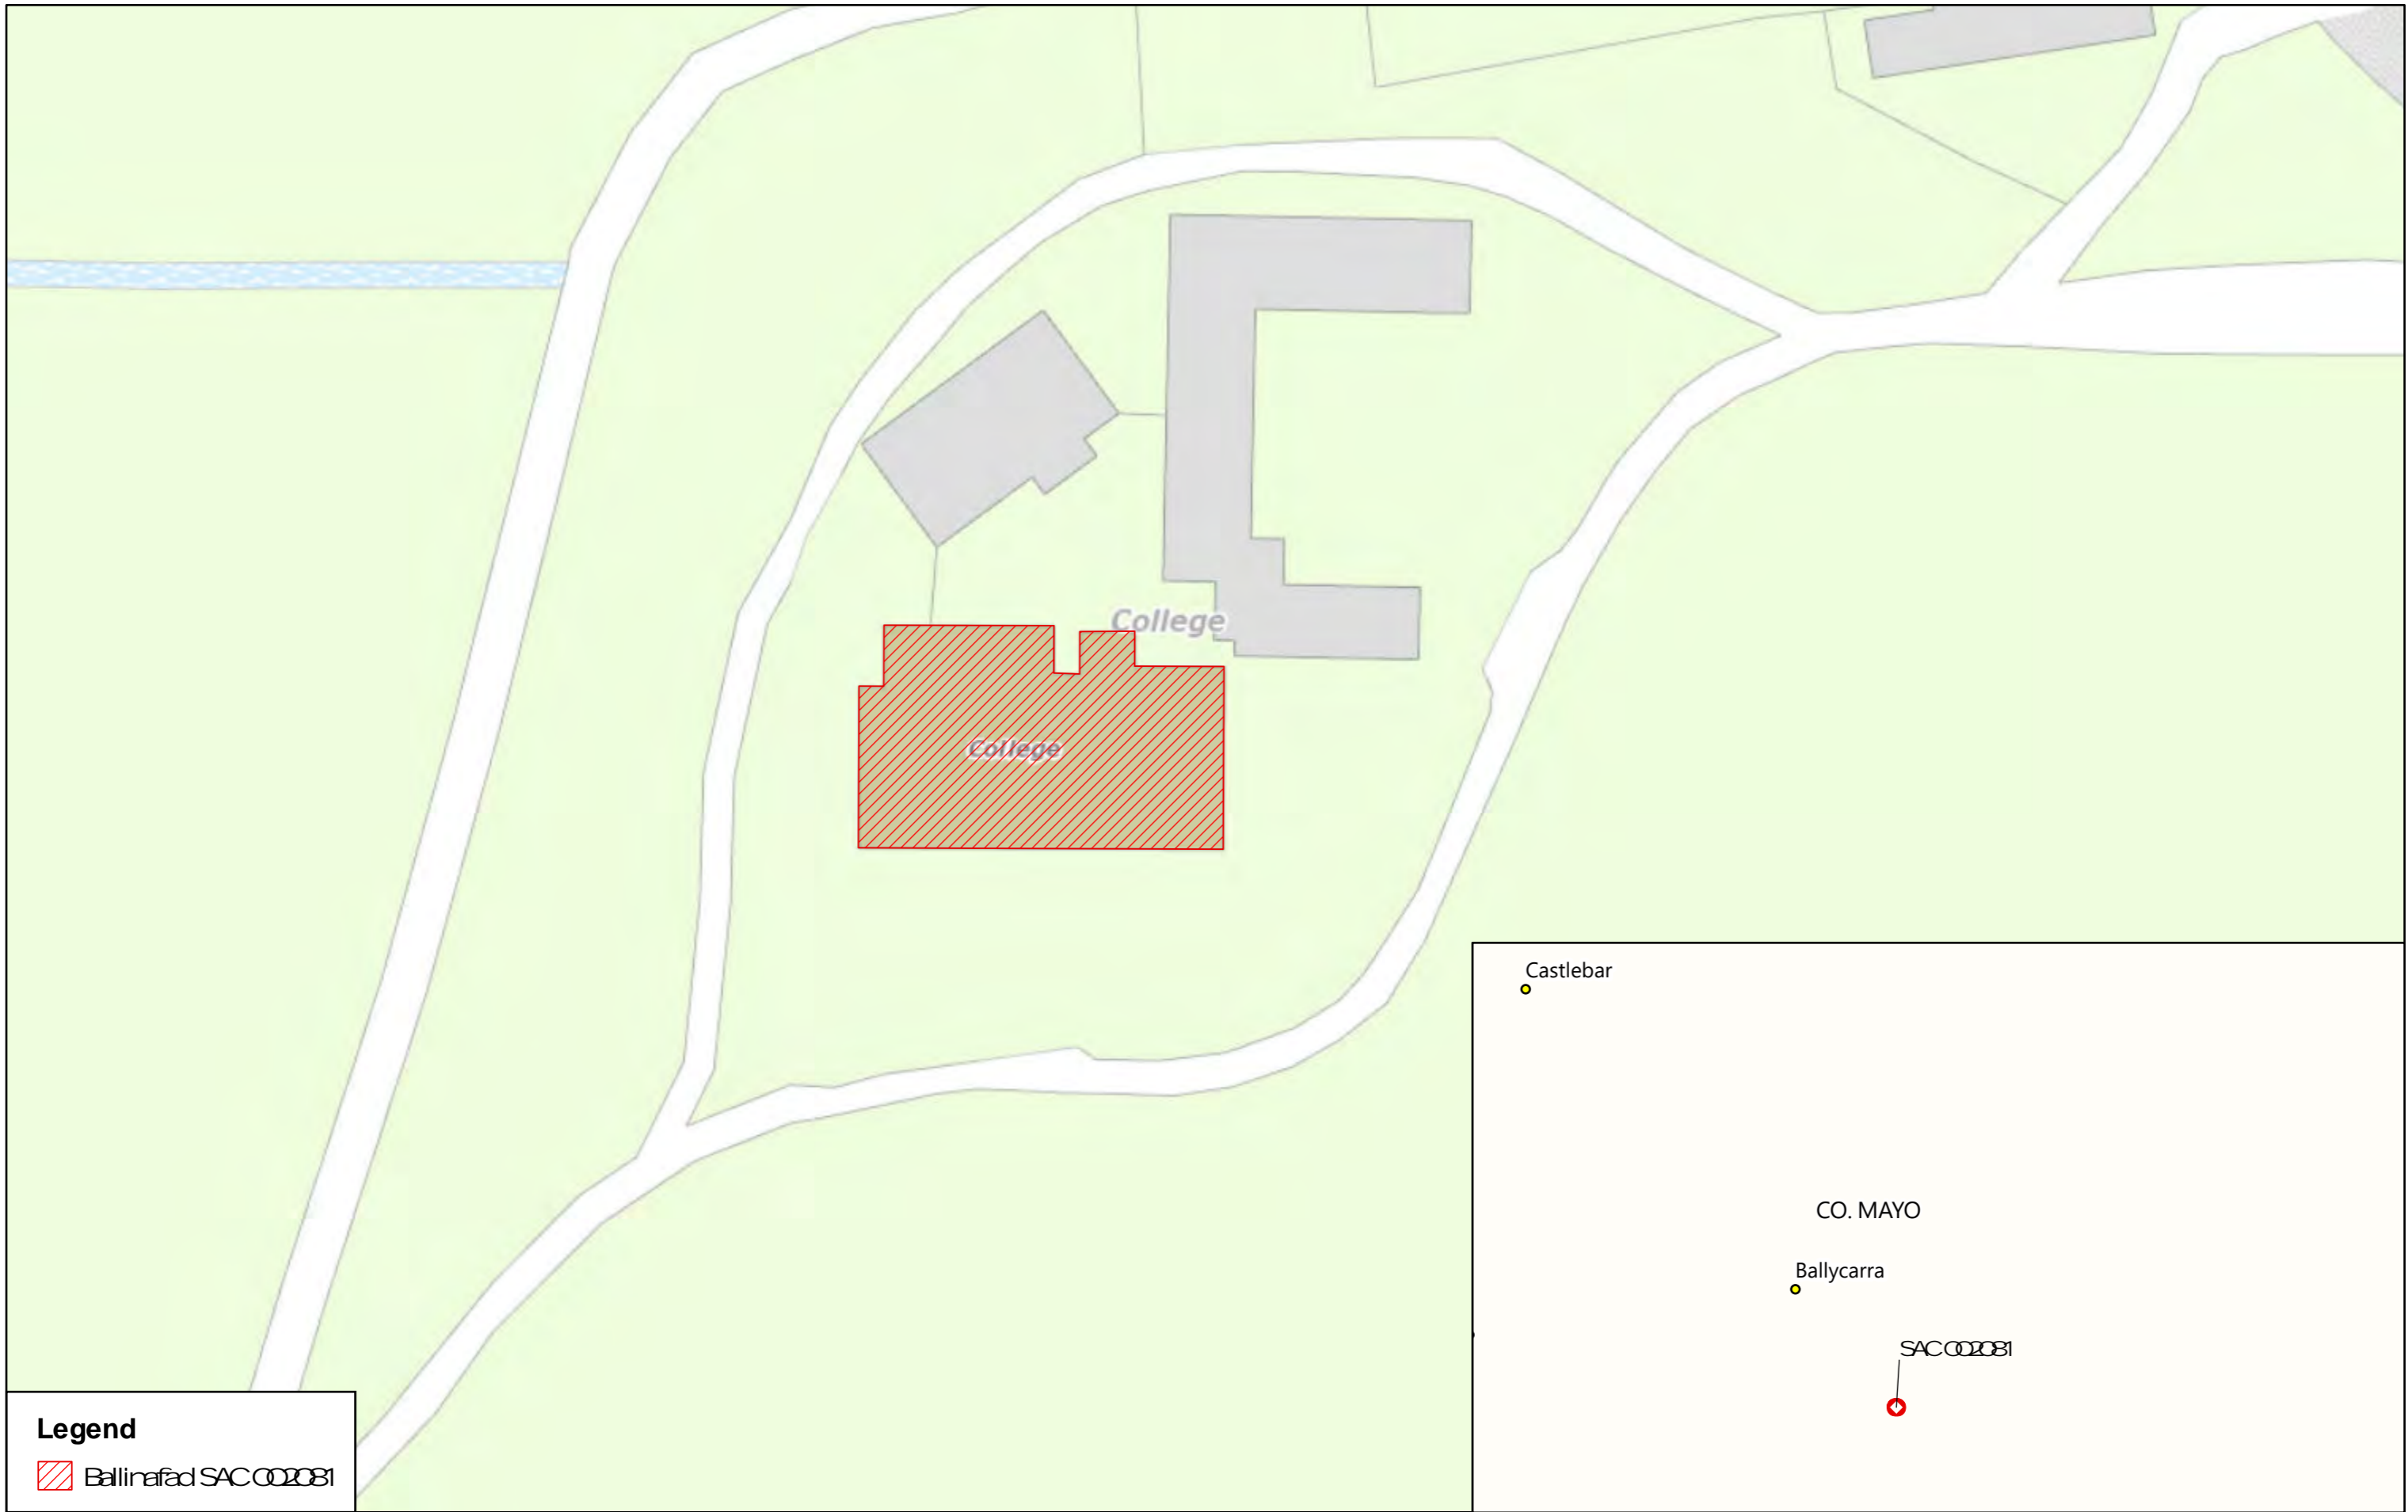 College
College
Castlebar
CO. MAYO
Ballycarra
SAC 002081
Legend
Ballinafad SAC 002081